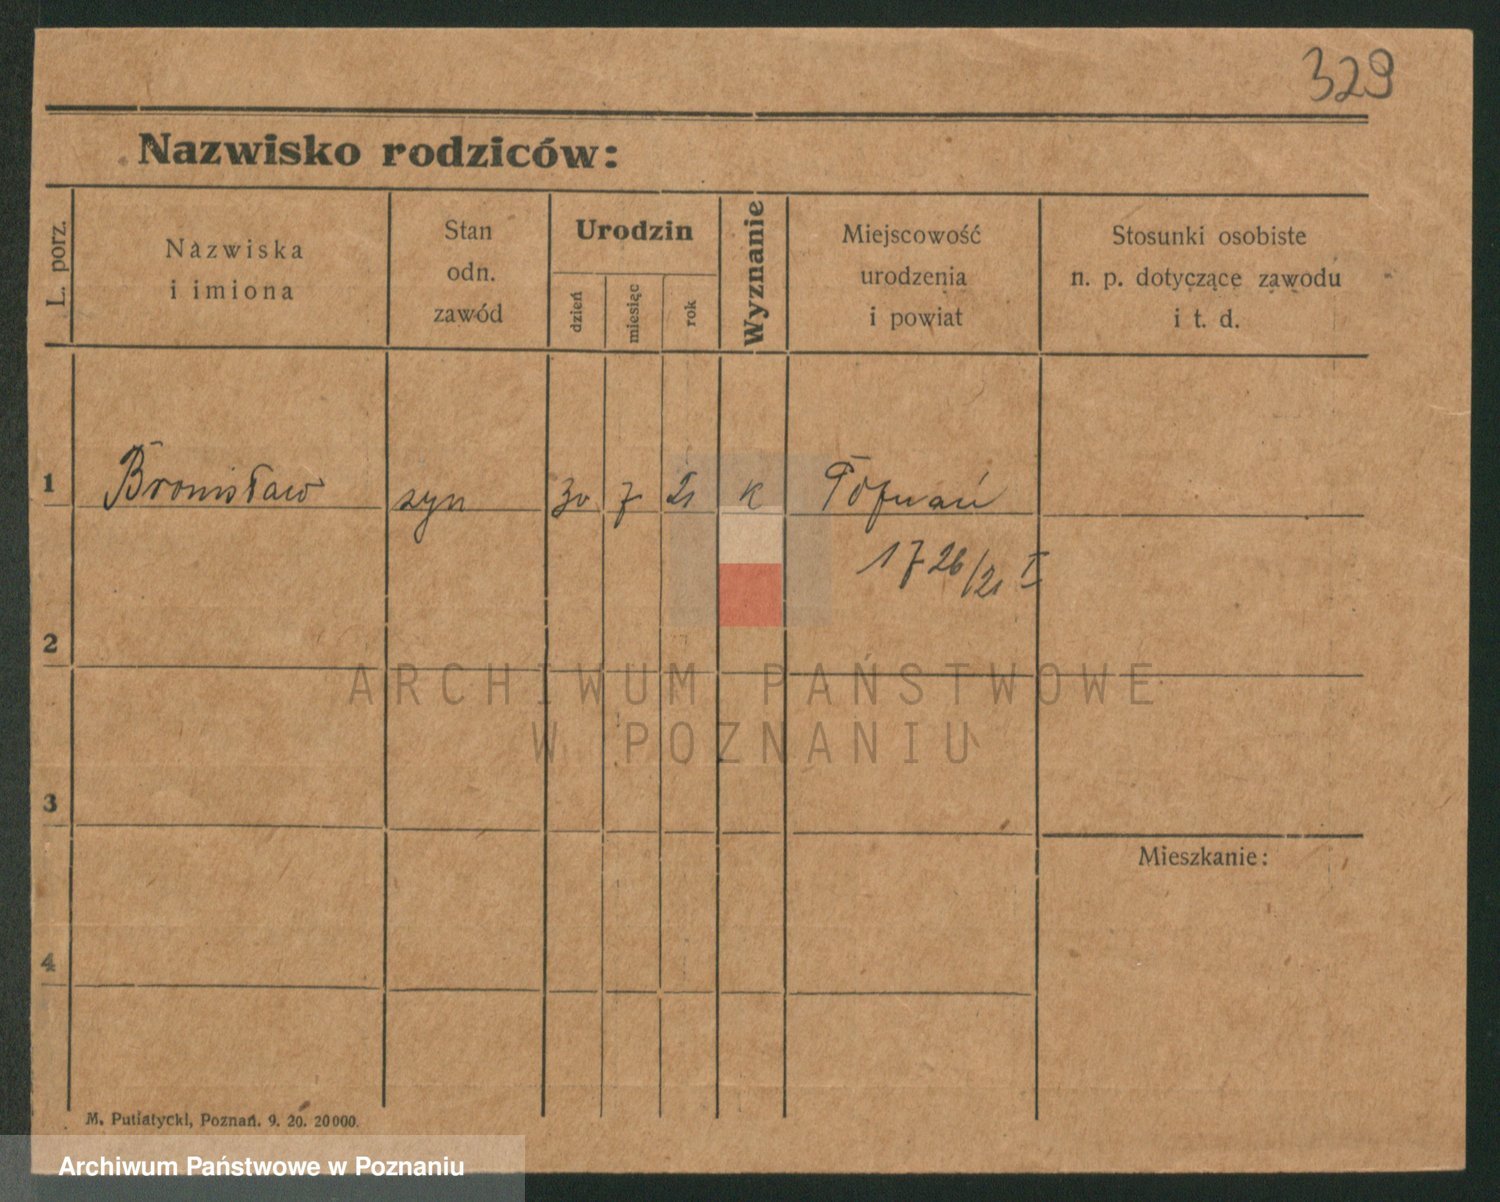 329
Nazwisko rodziców:
L. porz.
Nazwiska
i imiona
Stan
odn.
zawód
Urodzin
dzień
miesiąc
rok
Wyznanie
Miejscowość
urodzenia
i powiat
Stosunki osobiste
n. p. dotyczące zawodu
i t. d.
1 Bronisław syn 30 7 21 K Poznań
1726/21 I
2
ARCHIWUM PAŃSTWOWE
W POZNANIU
3
Mieszkanie:
4
M. Putiatycki, Poznań. 9. 20. 20000.
Archiwum Państwowe w Poznaniu